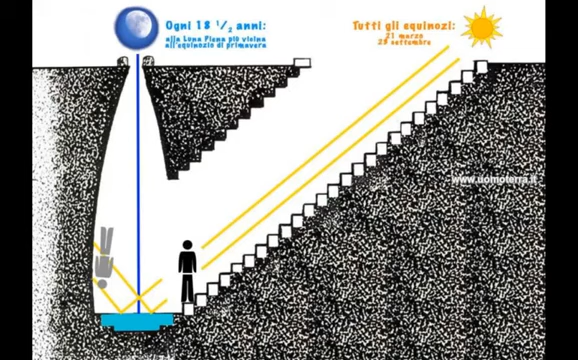 Ogni 18 ½ anni:
alla Luna Piena più vicina
all'equinozio di primavera
Tutti gli equinozi:
21 marzo
23 settembre
www.uomoterra.it